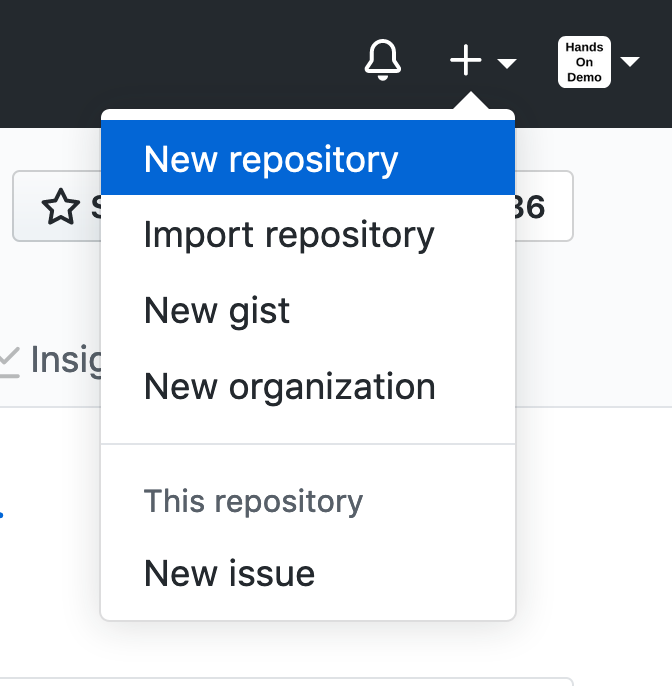 Hands
On
Demo
New repository
Import repository
New gist
New organization
This repository
New issue